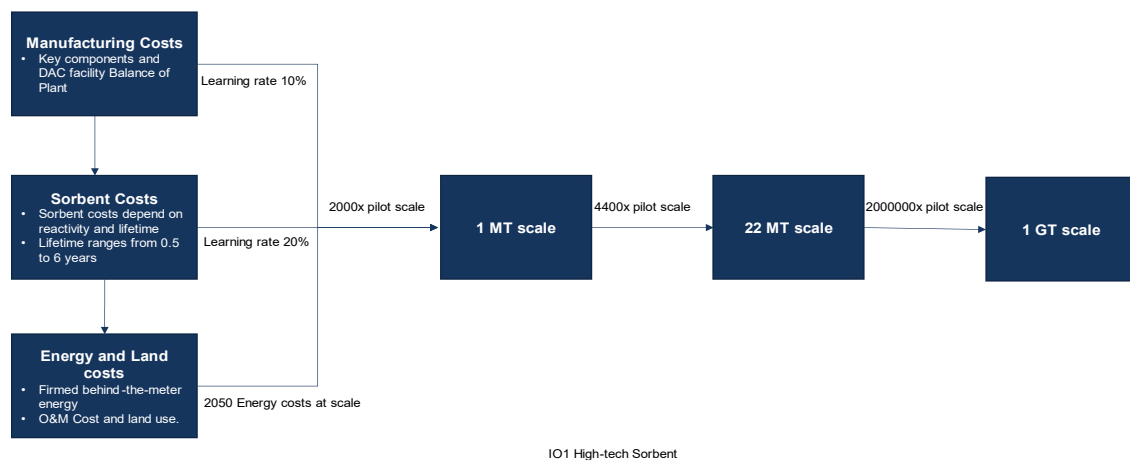 Manufacturing Costs
• Key components and
DAC facility Balance of
Plant
Learning rate 10%
Sorbent Costs
• Sorbent costs depend on
reactivity and lifetime
• Lifetime ranges from 0.5
to 6 years
Learning rate 20%
2000x pilot scale
1 MT scale
4400x pilot scale
22 MT scale
2000000x pilot scale
1 GT scale
Energy and Land
costs
• Firmed behind-the-meter
energy
• O&M Cost and land use.
2050 Energy costs at scale
IO1 High-tech Sorbent